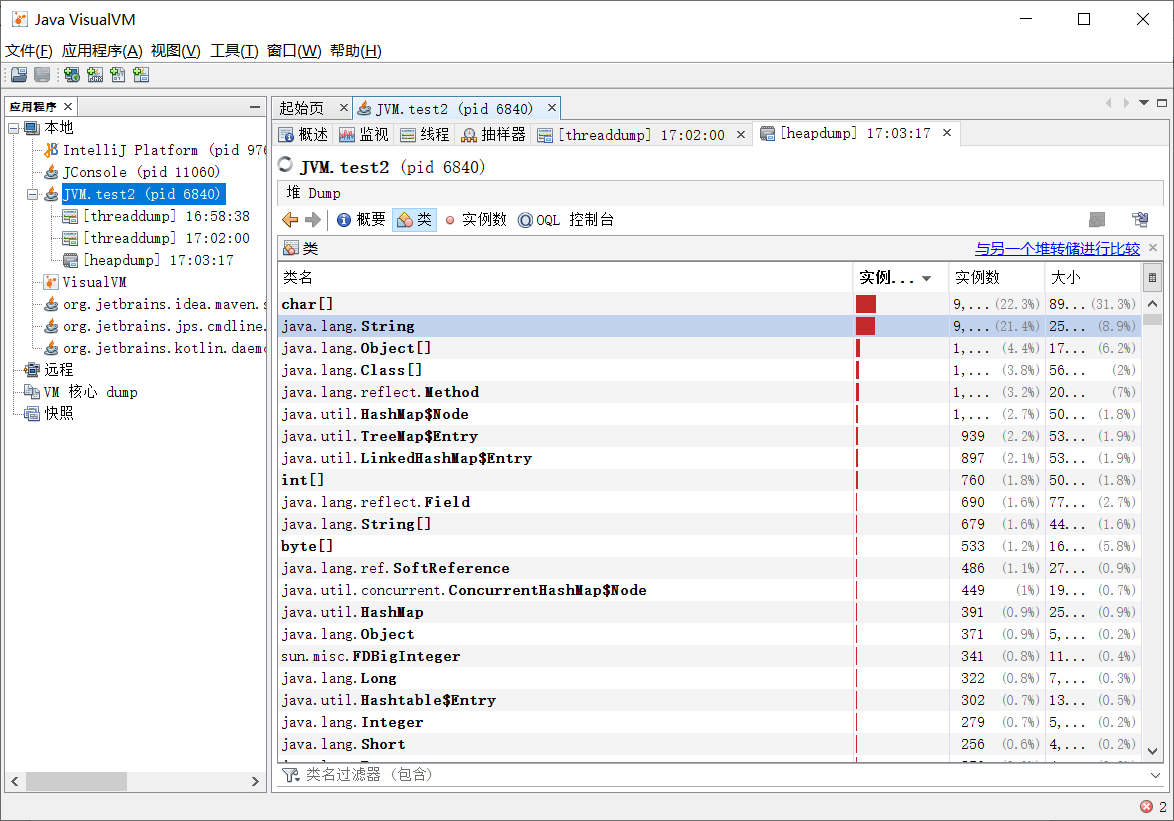 Java VisualVM
文件(F) 应用程序(A) 视图(V) 工具(T) 窗口(W) 帮助(H)
应用程序
本地
IntelliJ Platform (pid 976
JConsole (pid 11060)
JVM.test2 (pid 6840)
[threaddump] 16:58:38
[threaddump] 17:02:00
[heapdump] 17:03:17
VisualVM
org.jetbrains.idea.maven.s
org.jetbrains.jps.cmdline.
org.jetbrains.kotlin.daemo
远程
VM 核心 dump
快照
起始页 JVM.test2 (pid 6840)
概述 监视 线程 抽样器 [threaddump] 17:02:00 [heapdump] 17:03:17
JVM.test2 (pid 6840)
堆 Dump
概要 类 实例数 OQL 控制台
类 与另一个堆转储进行比较
类名 实例... 实例数 大小
char[] 9,... (22.3%) 89... (31.3%)
java.lang.String 9,... (21.4%) 25... (8.9%)
java.lang.Object[] 1,... (4.4%) 17... (6.2%)
java.lang.Class[] 1,... (3.8%) 56... (2%)
java.lang.reflect.Method 1,... (3.2%) 20... (7%)
java.util.HashMap$Node 1,... (2.7%) 50... (1.8%)
java.util.TreeMap$Entry 939 (2.2%) 53... (1.9%)
java.util.LinkedHashMap$Entry 897 (2.1%) 53... (1.9%)
int[] 760 (1.8%) 50... (1.8%)
java.lang.reflect.Field 690 (1.6%) 77... (2.7%)
java.lang.String[] 679 (1.6%) 44... (1.6%)
byte[] 533 (1.2%) 16... (5.8%)
java.lang.ref.SoftReference 486 (1.1%) 27... (0.9%)
java.util.concurrent.ConcurrentHashMap$Node 449 (1%) 19... (0.7%)
java.util.HashMap 391 (0.9%) 25... (0.9%)
java.lang.Object 371 (0.9%) 5,... (0.2%)
sun.misc.FDBigInteger 341 (0.8%) 11... (0.4%)
java.lang.Long 322 (0.8%) 7,... (0.3%)
java.util.Hashtable$Entry 302 (0.7%) 13... (0.5%)
java.lang.Integer 279 (0.7%) 5,... (0.2%)
java.lang.Short 256 (0.6%) 4,... (0.2%)
类名过滤器 (包含)
2